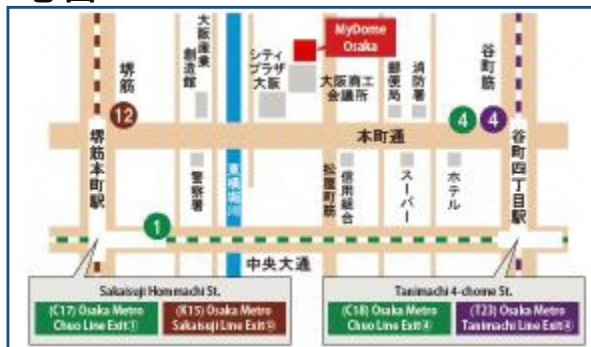 MyDome
Osaka
大阪産業
創造館
シティ
プラザ
大阪
大阪商工
会議所
郵便局
消防署
堺筋
谷町筋
12
4
4
本町通
堺筋本町駅
谷町四丁目駅
警察署
東横堀川
松屋町筋
信用組合
スーパー
ホテル
1
中央大通
Sakaisuji Hommachi St.
(C17) Osaka Metro
Chuo Line Exit①
(K15) Osaka Metro
Sakaisuji Line Exit⑫
Tanimachi 4-chome St.
(C18) Osaka Metro
Chuo Line Exit④
(T23) Osaka Metro
Tanimachi Line Exit④